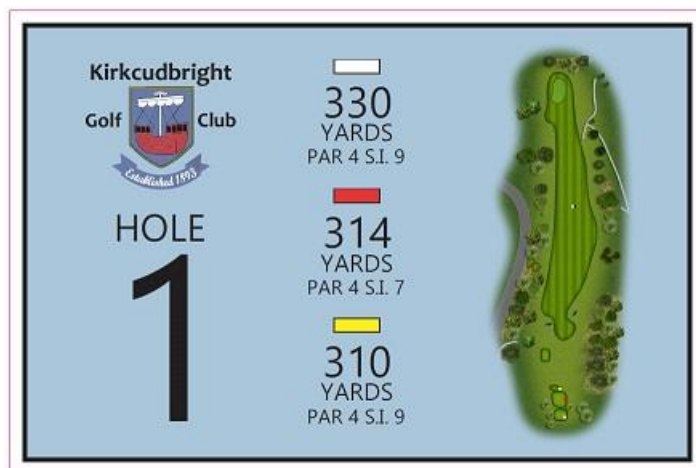 Kirkcudbright
Golf Club
Established 1893
HOLE
1
330
YARDS
PAR 4 S.I. 9
314
YARDS
PAR 4 S.I. 7
310
YARDS
PAR 4 S.I. 9